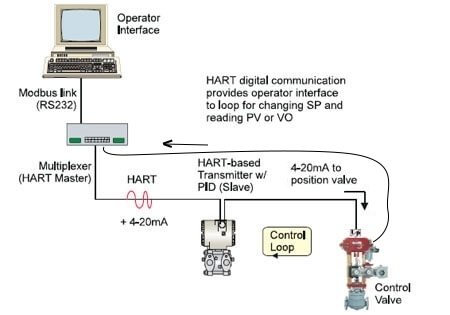 Operator
Interface
Modbus link
(RS232)
HART digital communication
provides operator interface
to loop for changing SP and
reading PV or VO
Multiplexer
(HART Master)
HART
+ 4-20mA
HART-based
Transmitter w/
PID (Slave)
4-20mA to
position valve
Control
Loop
Control
Valve